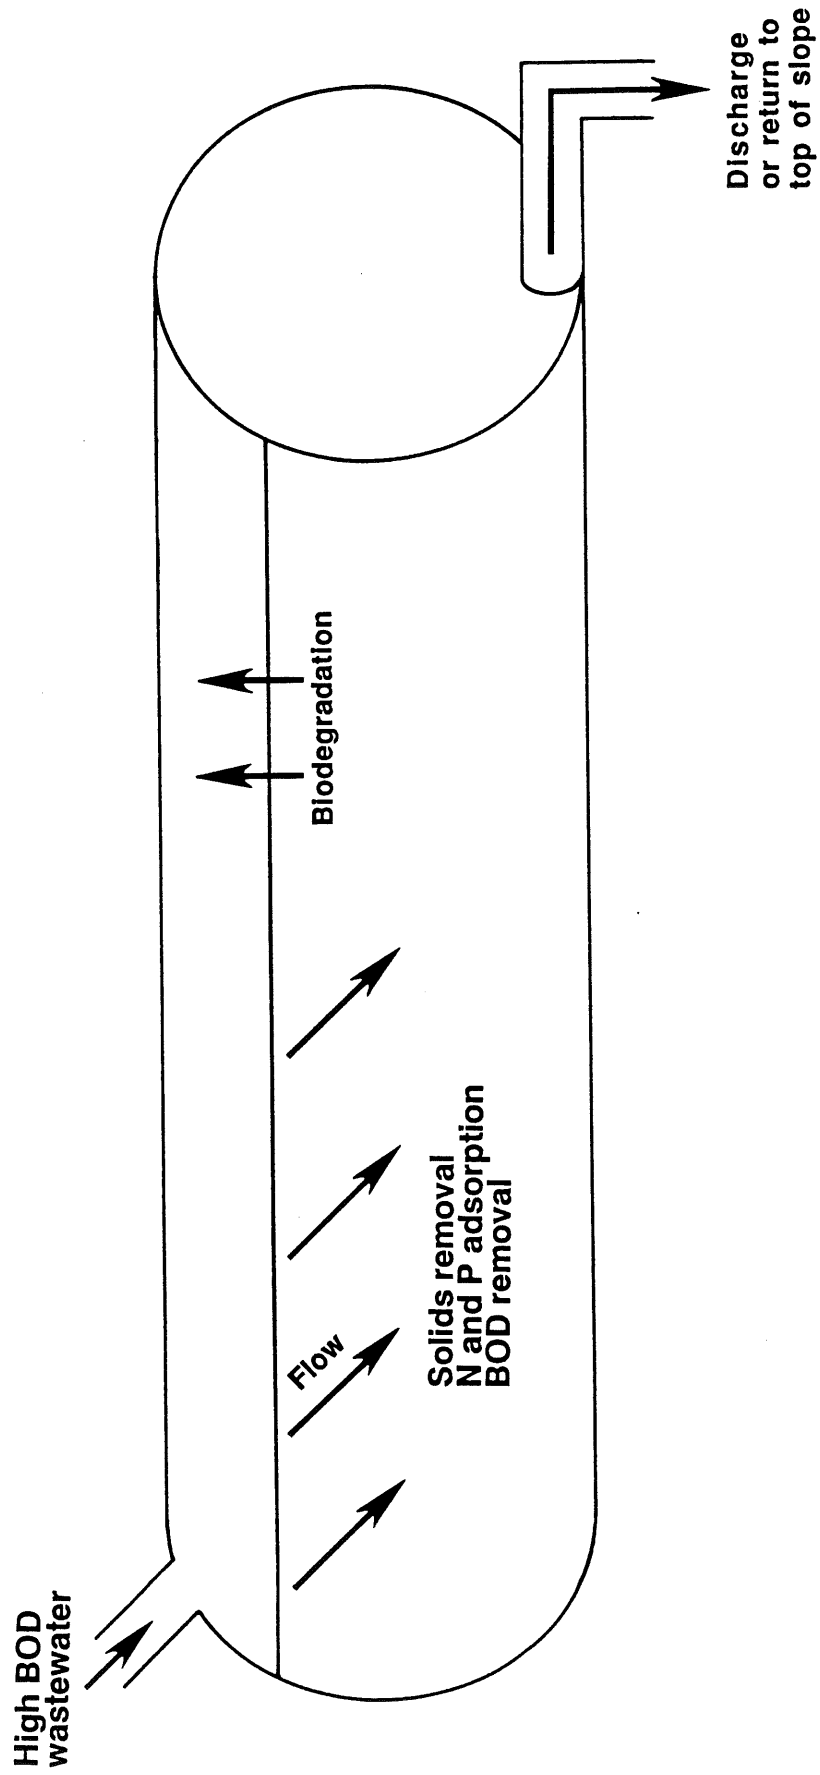 High BOD
wastewater
Flow
Solids removal
N and P adsorption
BOD removal
Biodegradation
Discharge
or return to
top of slope